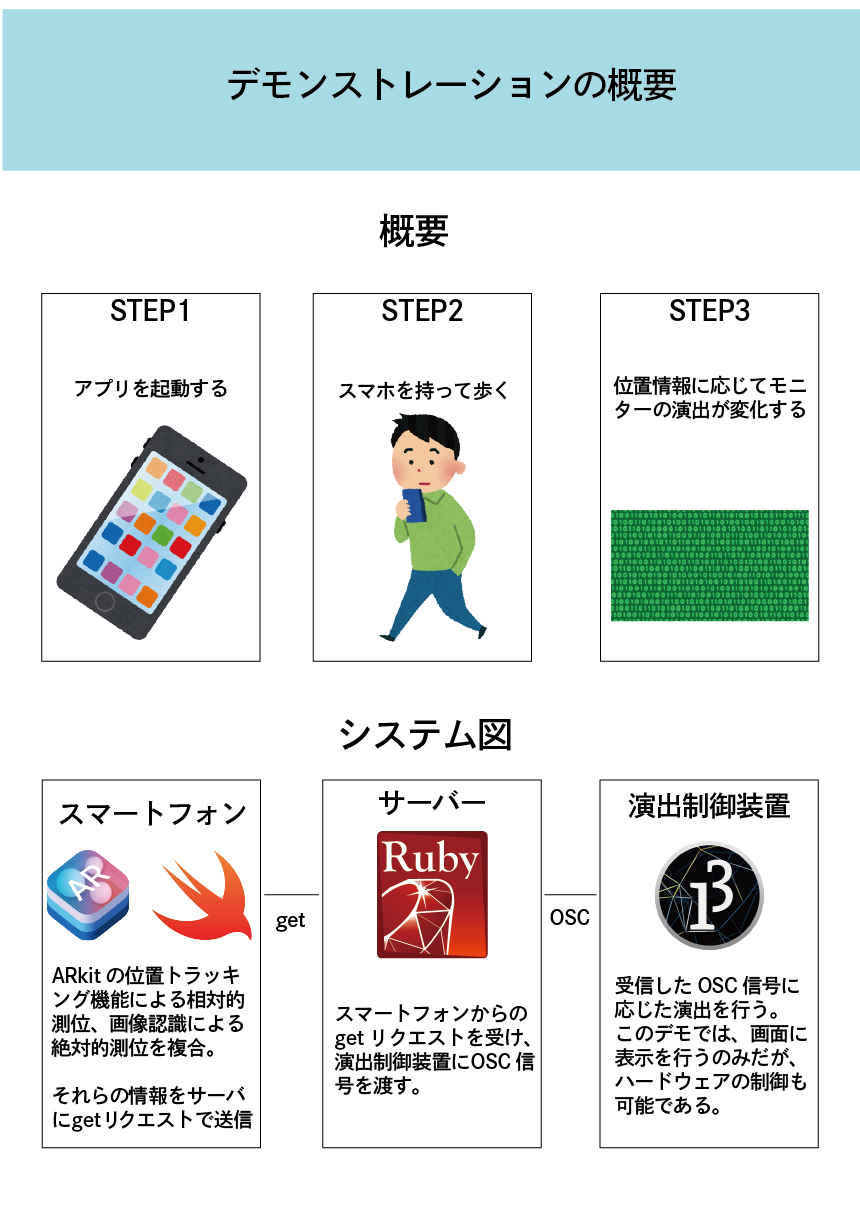 デモンストレーションの概要
概要
STEP1
アプリを起動する
STEP2
スマホを持って歩く
STEP3
位置情報に応じてモニ
ターの演出が変化する
システム図
スマートフォン
AR
ARkit の位置トラッキ
ング機能による相対的
測位、画像認識による
絶対的測位を複合。
それらの情報をサーバ
にgetリクエストで送信
get
サーバー
Ruby
スマートフォンからの
get リクエストを受け、
演出制御装置にOSC 信
号を渡す。
OSC
演出制御装置
13
受信した OSC 信号に
応じた演出を行う。
このデモでは、画面に
表示を行うのみだが、
ハードウェアの制御も
可能である。